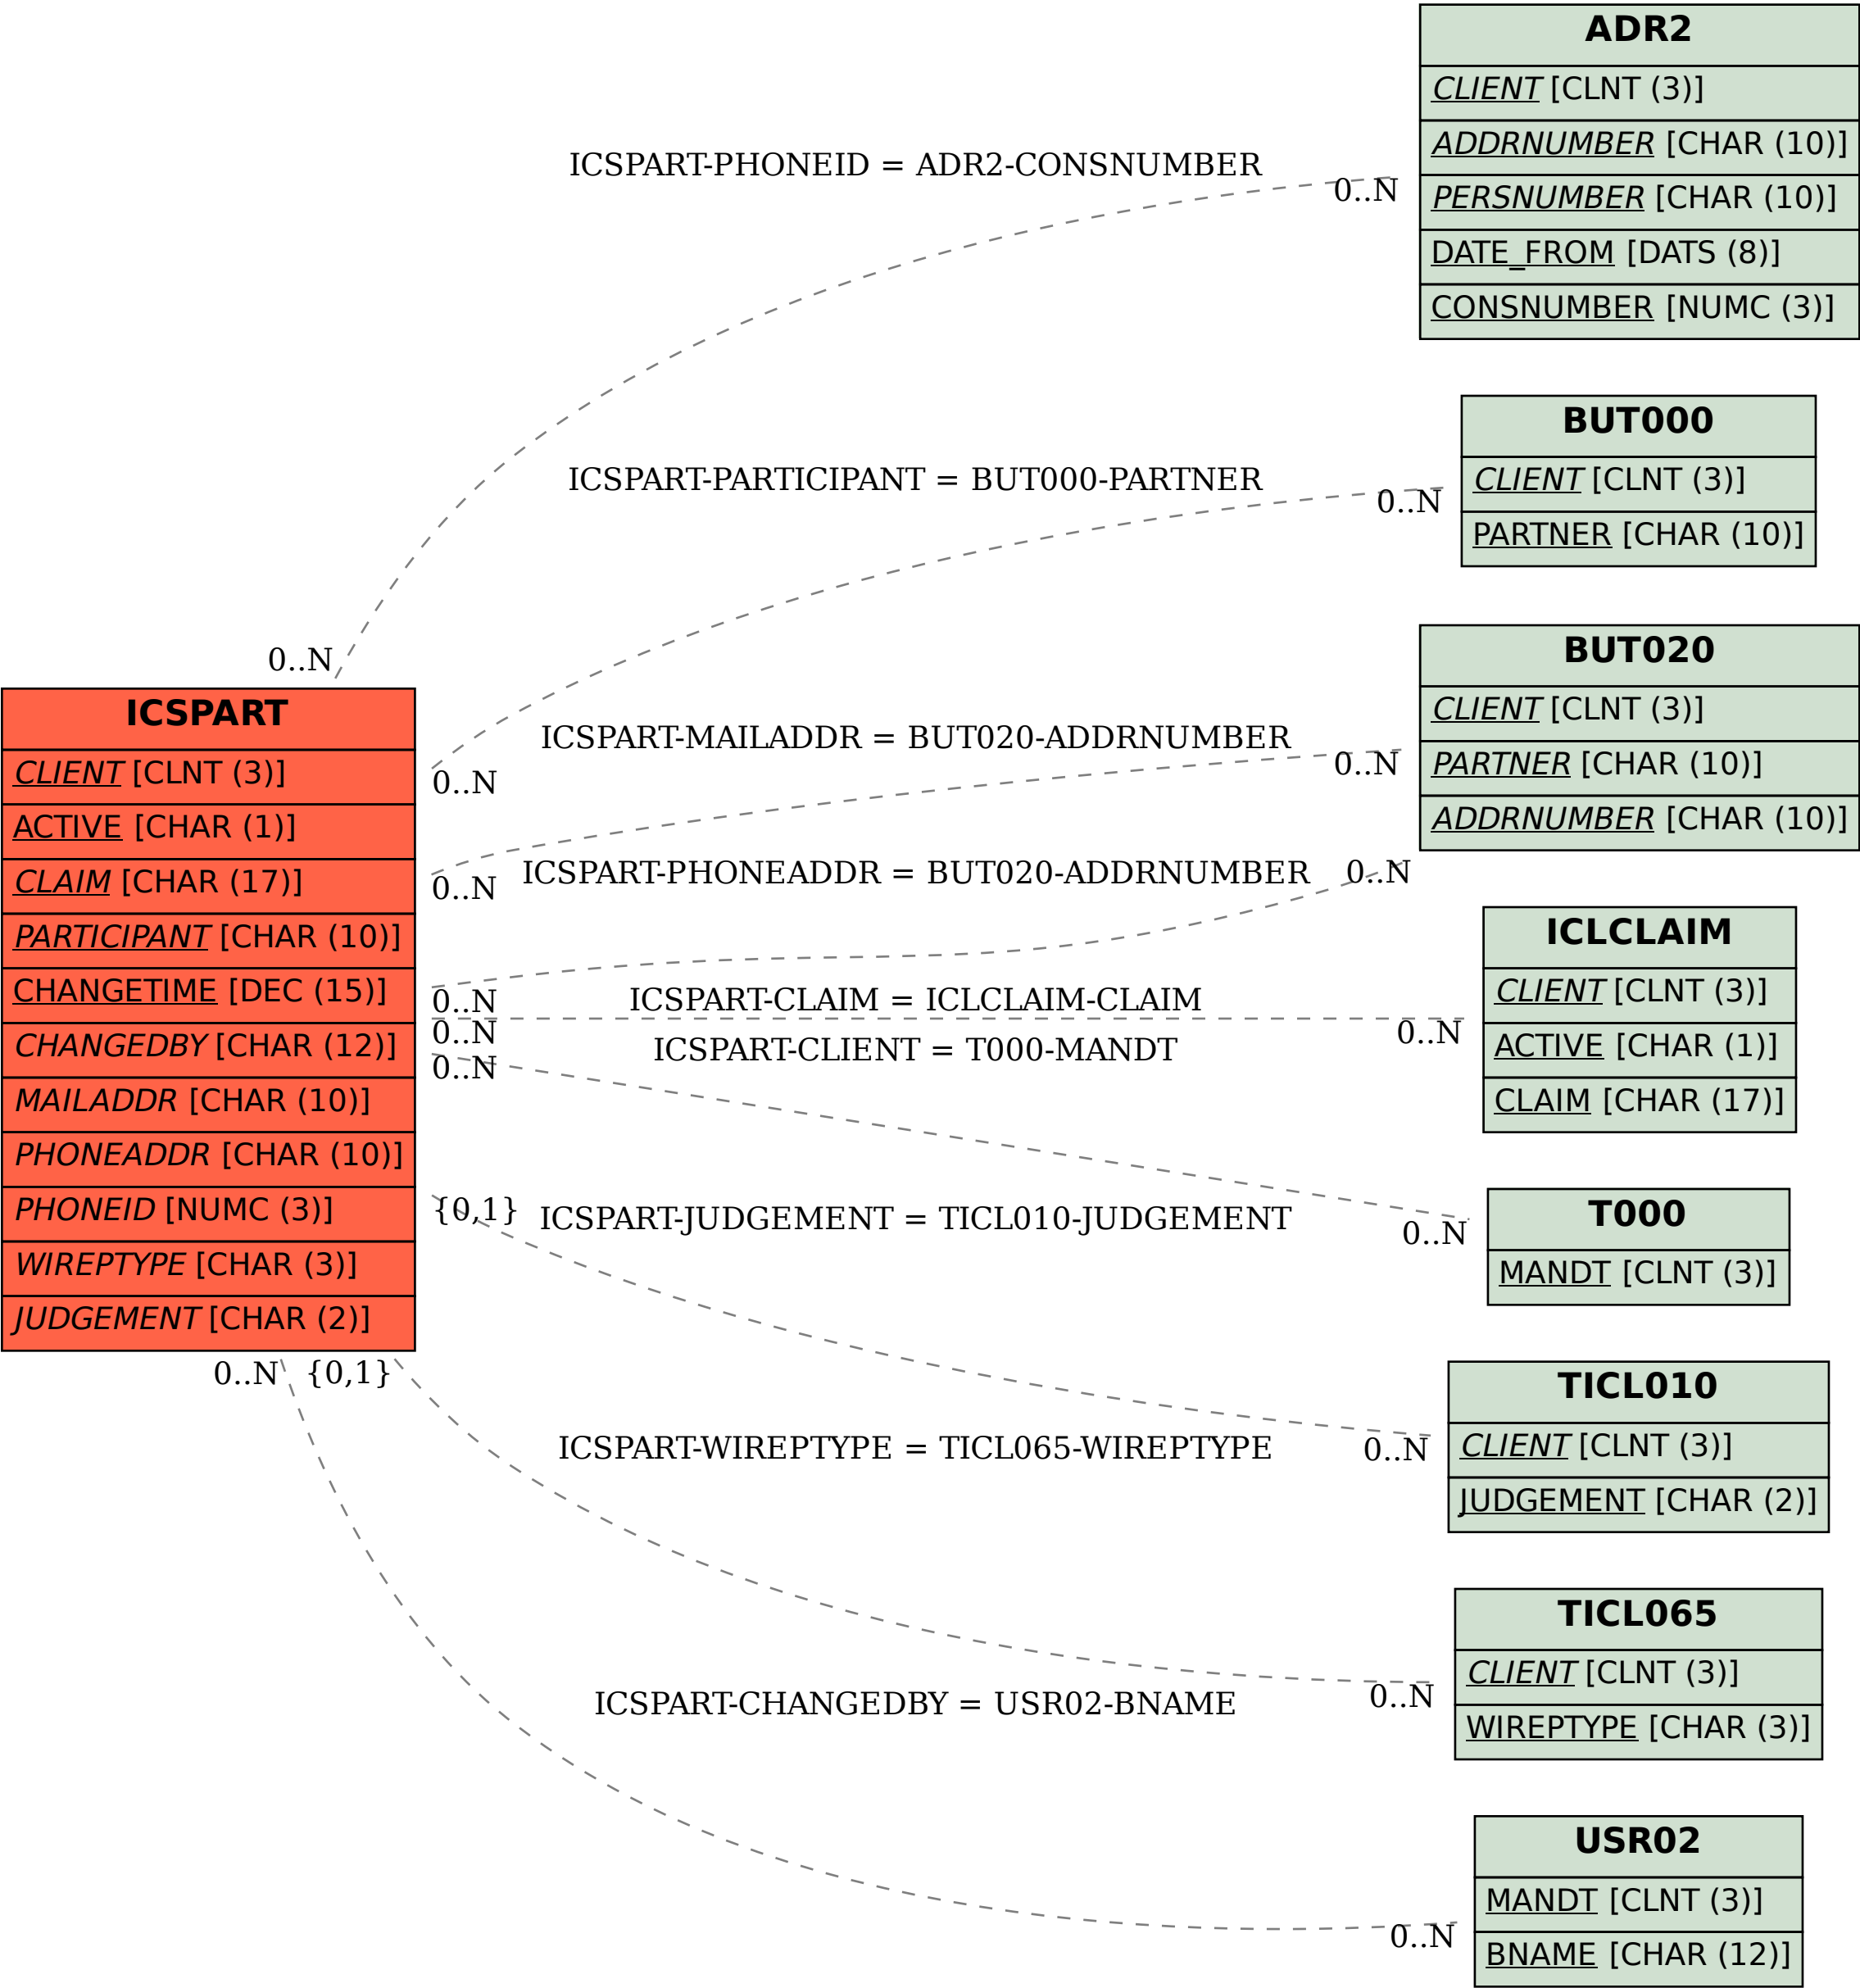 ADR2
CLIENT [CLNT (3)]
ADDRNUMBER [CHAR (10)]
PERSNUMBER [CHAR (10)]
DATE_FROM [DATS (8)]
CONSNUMBER [NUMC (3)]
ICSPART-PHONEID = ADR2-CONSNUMBER
0..N
0..N
BUT000
CLIENT [CLNT (3)]
PARTNER [CHAR (10)]
ICSPART-PARTICIPANT = BUT000-PARTNER
0..N
0..N
BUT020
CLIENT [CLNT (3)]
PARTNER [CHAR (10)]
ADDRNUMBER [CHAR (10)]
ICSPART-MAILADDR = BUT020-ADDRNUMBER
0..N
0..N
ICSPART-PHONEADDR = BUT020-ADDRNUMBER
0..N
0..N
ICSPART
CLIENT [CLNT (3)]
ACTIVE [CHAR (1)]
CLAIM [CHAR (17)]
PARTICIPANT [CHAR (10)]
CHANGETIME [DEC (15)]
CHANGEDBY [CHAR (12)]
MAILADDR [CHAR (10)]
PHONEADDR [CHAR (10)]
PHONEID [NUMC (3)]
WIREPTYPE [CHAR (3)]
JUDGEMENT [CHAR (2)]
ICLCLAIM
CLIENT [CLNT (3)]
ACTIVE [CHAR (1)]
CLAIM [CHAR (17)]
ICSPART-CLAIM = ICLCLAIM-CLAIM
0..N
0..N
ICSPART-CLIENT = T000-MANDT
0..N
0..N
T000
MANDT [CLNT (3)]
{0,1}
ICSPART-JUDGEMENT = TICL010-JUDGEMENT
0..N
TICL010
CLIENT [CLNT (3)]
JUDGEMENT [CHAR (2)]
0..N
{0,1}
ICSPART-WIREPTYPE = TICL065-WIREPTYPE
0..N
TICL065
CLIENT [CLNT (3)]
WIREPTYPE [CHAR (3)]
ICSPART-CHANGEDBY = USR02-BNAME
0..N
USR02
MANDT [CLNT (3)]
BNAME [CHAR (12)]